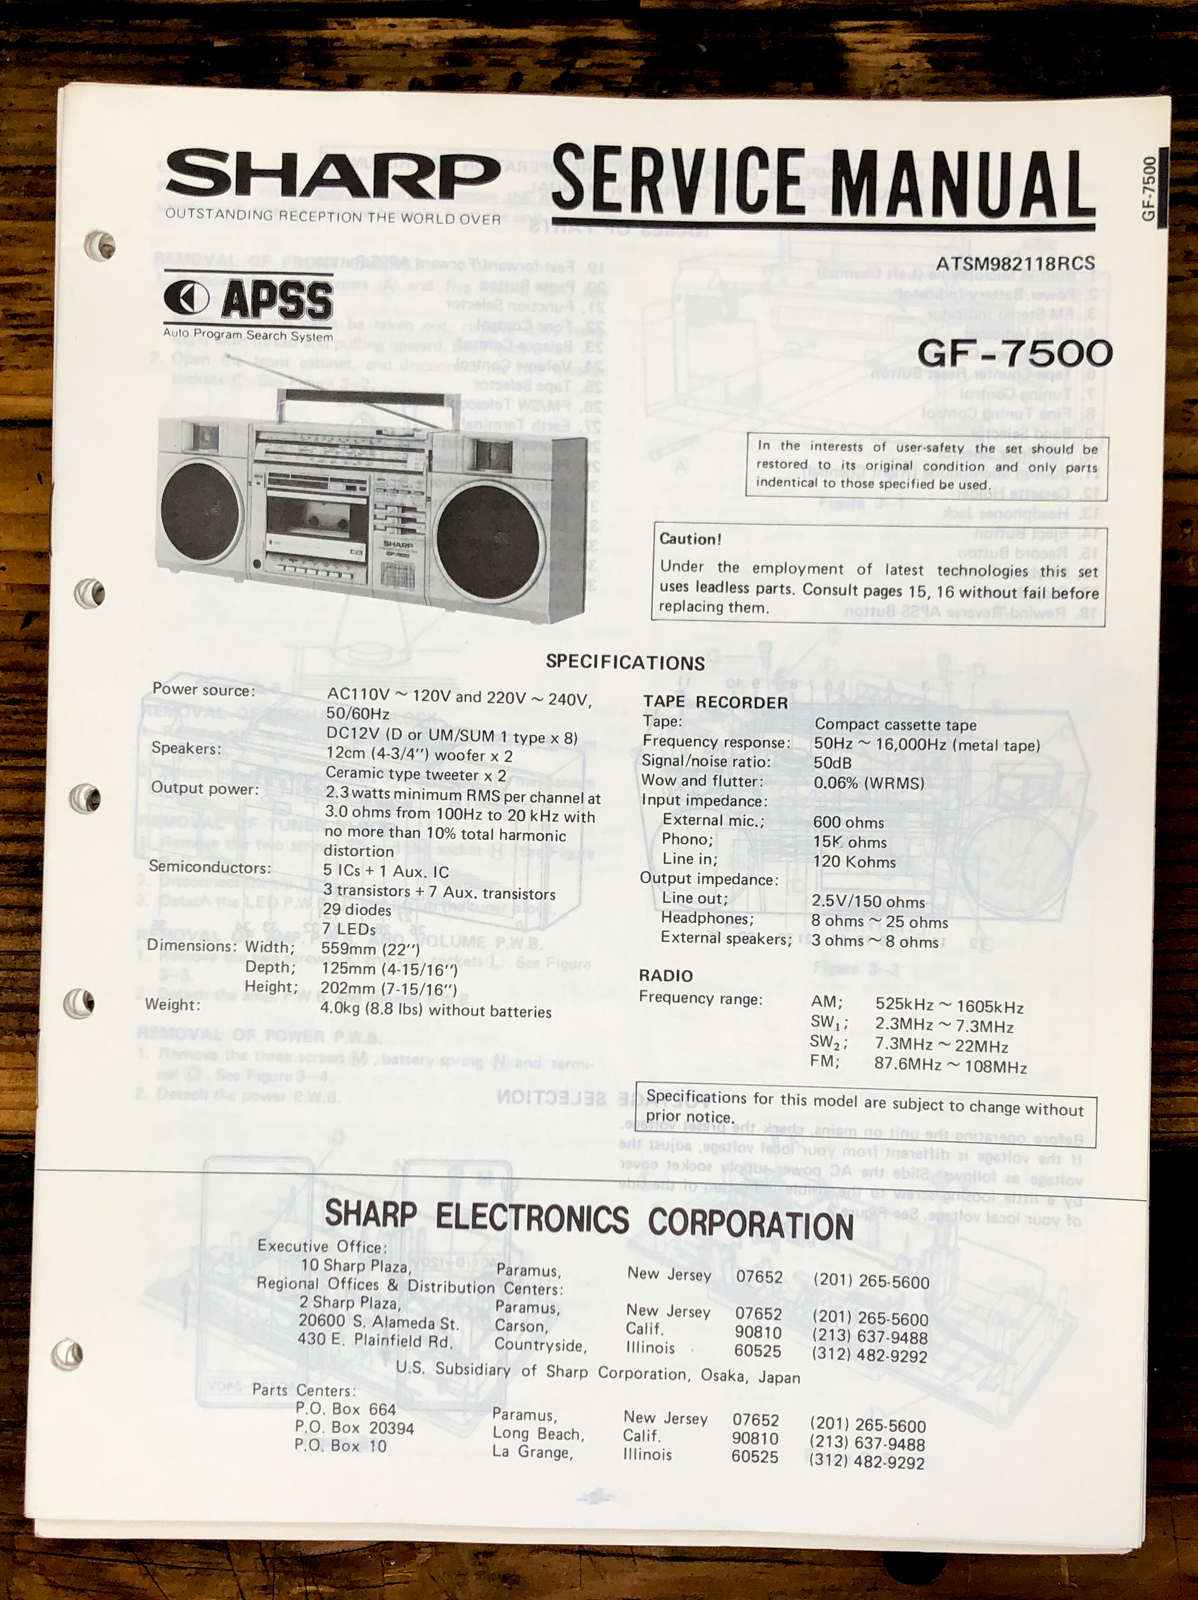 SHARP SERVICE MANUAL
OUTSTANDING RECEPTION THE WORLD OVER
GF-7500
ATSM982118RCS
APSS
Auto Program Search System
GF-7500
In the interests of user-safety the set should be
restored to its original condition and only parts
indentical to those specified be used.
Caution!
Under the employment of latest technologies this set
uses leadless parts. Consult pages 15, 16 without fail before
replacing them.
SHARP
GF-7500
SPECIFICATIONS
Power source: AC110V ~ 120V and 220V ~ 240V,
50/60Hz
DC12V (D or UM/SUM 1 type x 8)
Speakers: 12cm (4-3/4") woofer x 2
Ceramic type tweeter x 2
Output power: 2.3watts minimum RMS per channel at
3.0 ohms from 100Hz to 20 kHz with
no more than 10% total harmonic
distortion
Semiconductors: 5 ICs + 1 Aux. IC
3 transistors + 7 Aux. transistors
29 diodes
7 LEDs
Dimensions: Width; 559mm (22")
Depth; 125mm (4-15/16")
Height; 202mm (7-15/16")
Weight: 4.0kg (8.8 lbs) without batteries
TAPE RECORDER
Tape: Compact cassette tape
Frequency response: 50Hz ~ 16,000Hz (metal tape)
Signal/noise ratio: 50dB
Wow and flutter: 0.06% (WRMS)
Input impedance:
External mic.; 600 ohms
Phono; 15K ohms
Line in; 120 Kohms
Output impedance:
Line out; 2.5V/150 ohms
Headphones; 8 ohms ~ 25 ohms
External speakers; 3 ohms ~ 8 ohms
RADIO
Frequency range: AM; 525kHz ~ 1605kHz
SW1; 2.3MHz ~ 7.3MHz
SW2; 7.3MHz ~ 22MHz
FM; 87.6MHz ~ 108MHz
Specifications for this model are subject to change without
prior notice.
SHARP ELECTRONICS CORPORATION
Executive Office:
10 Sharp Plaza, Paramus, New Jersey 07652 (201) 265-5600
Regional Offices & Distribution Centers:
2 Sharp Plaza, Paramus, New Jersey 07652 (201) 265-5600
20600 S. Alameda St. Carson, Calif. 90810 (213) 637-9488
430 E. Plainfield Rd. Countryside, Illinois 60525 (312) 482-9292
U.S. Subsidiary of Sharp Corporation, Osaka, Japan
Parts Centers:
P.O. Box 664 Paramus, New Jersey 07652 (201) 265-5600
P.O. Box 20394 Long Beach, Calif. 90810 (213) 637-9488
P.O. Box 10 La Grange, Illinois 60525 (312) 482-9292